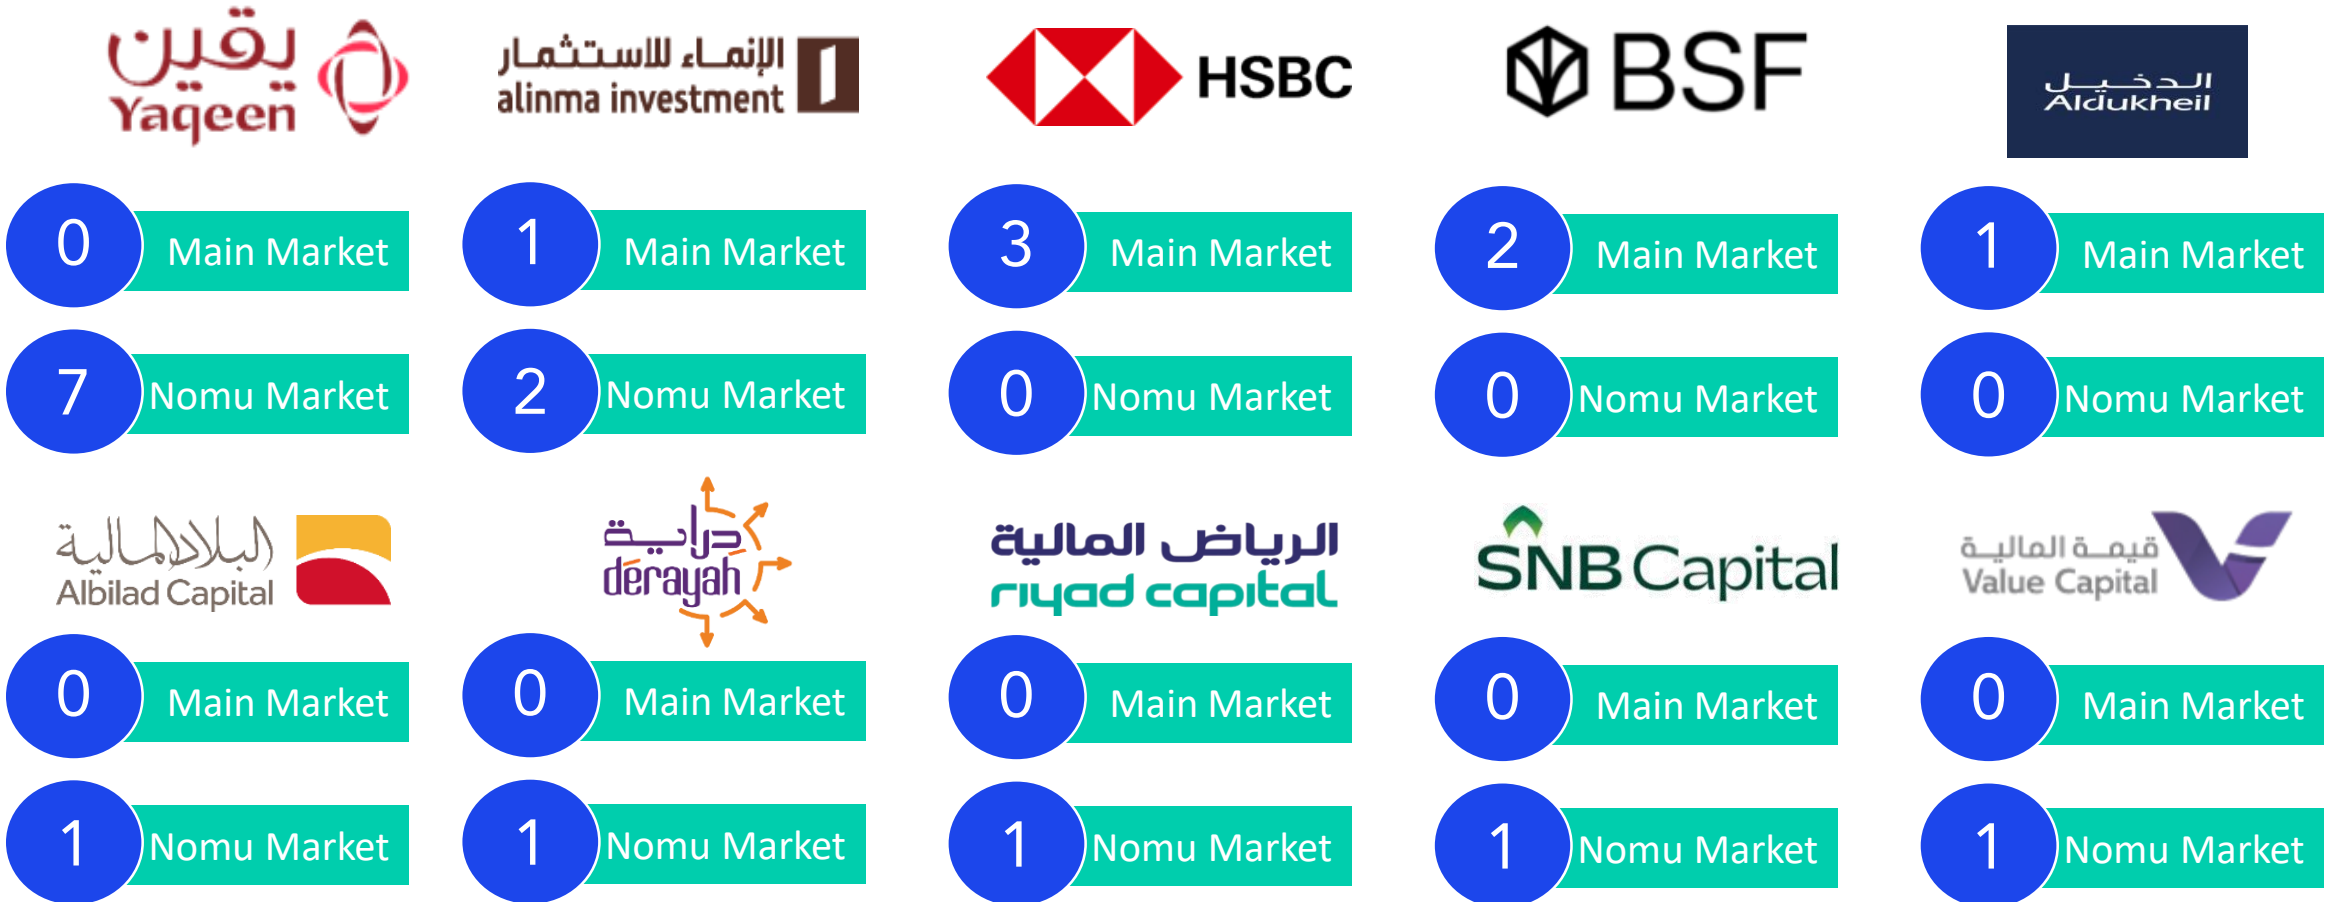 يقين
Yaqeen
الإنماء للاستثمار
alinma investment
HSBC
BSF
الدخيل
Aldukheil
0 Main Market
1 Main Market
3 Main Market
2 Main Market
1 Main Market
7 Nomu Market
2 Nomu Market
0 Nomu Market
0 Nomu Market
0 Nomu Market
البلاد المالية
Albilad Capital
دراية
derayah
الرياض المالية
riyad capital
SNB Capital
قيمة المالية
Value Capital
0 Main Market
0 Main Market
0 Main Market
0 Main Market
0 Main Market
1 Nomu Market
1 Nomu Market
1 Nomu Market
1 Nomu Market
1 Nomu Market